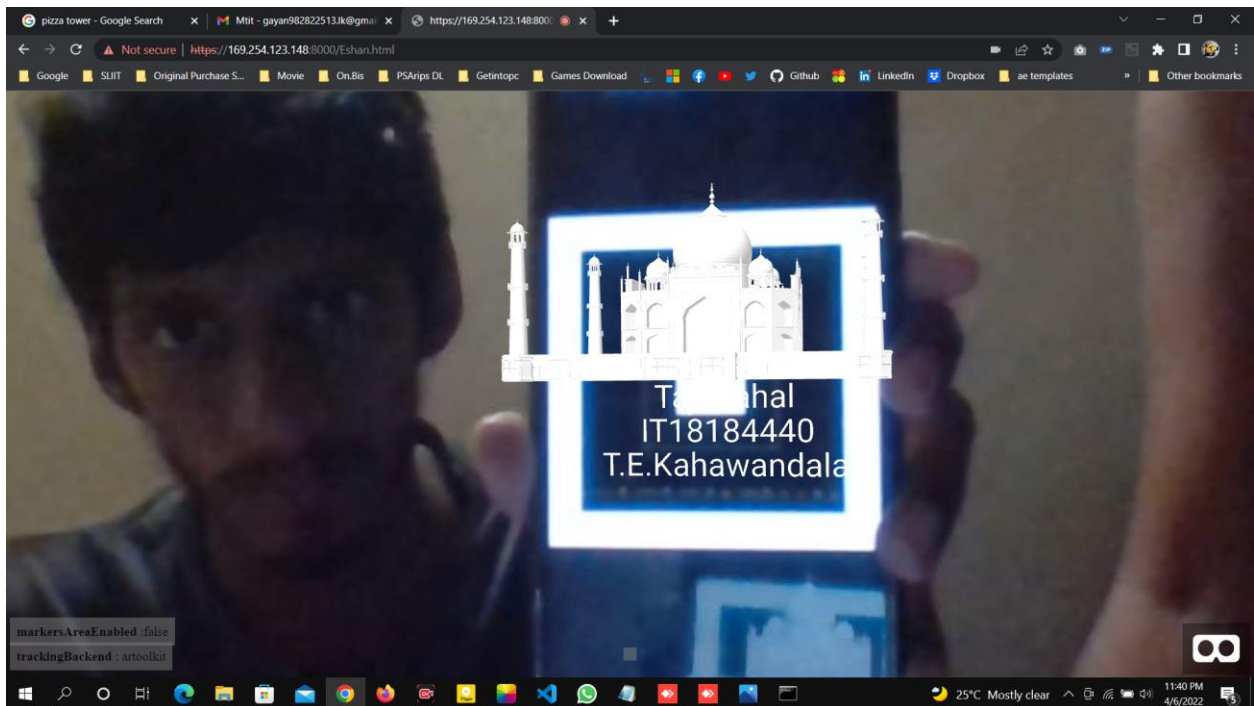 pizza tower - Google Search
Mtit - gayan982822513.lk@gmai
https://169.254.123.148:8000
Not secure | https://169.254.123.148:8000/Eshan.html
Google SLIIT Original Purchase S... Movie On.Bis PSArips DL Getintopc Games Download Github LinkedIn Dropbox ae templates » Other bookmarks
Ta hal
IT18184440
T.E.Kahawandala
markersAreaEnabled :false
trackingBackend : artoolkit
25°C Mostly clear
11:40 PM
4/6/2022
5